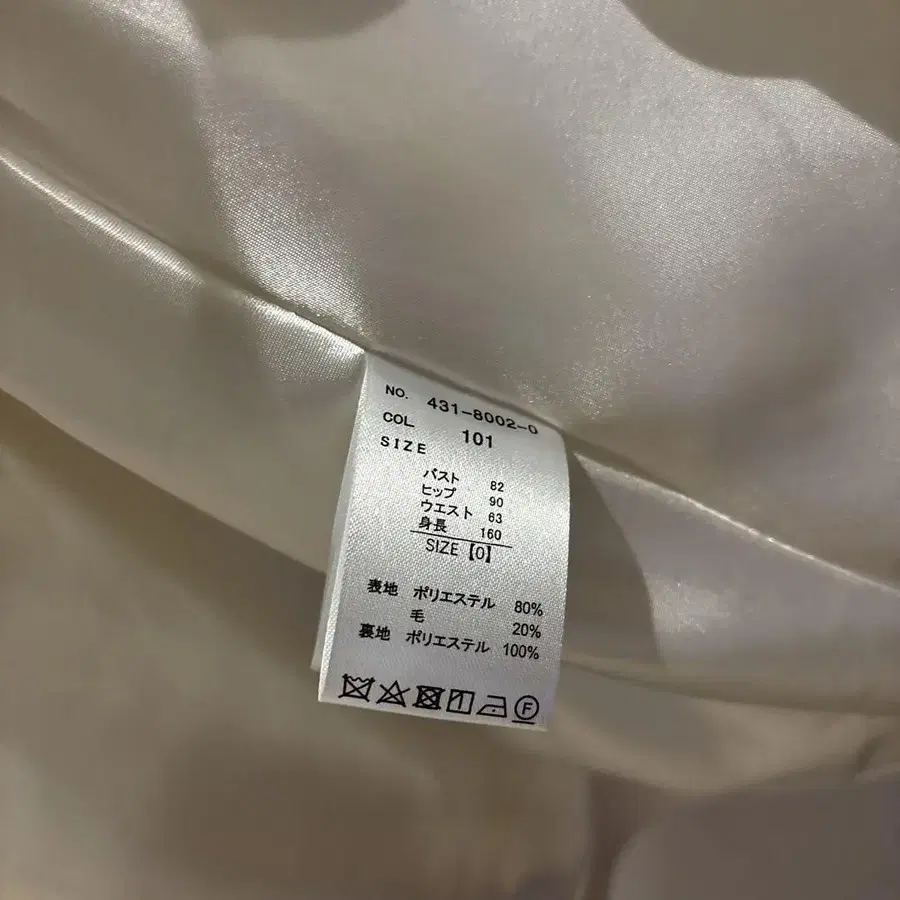 NO. 431-8002-0
COL 101
SIZE
バスト 82
ヒップ 90
ウエスト 63
身長 160
SIZE【0】
表地 ポリエステル 80%
毛 20%
裏地 ポリエステル 100%
F